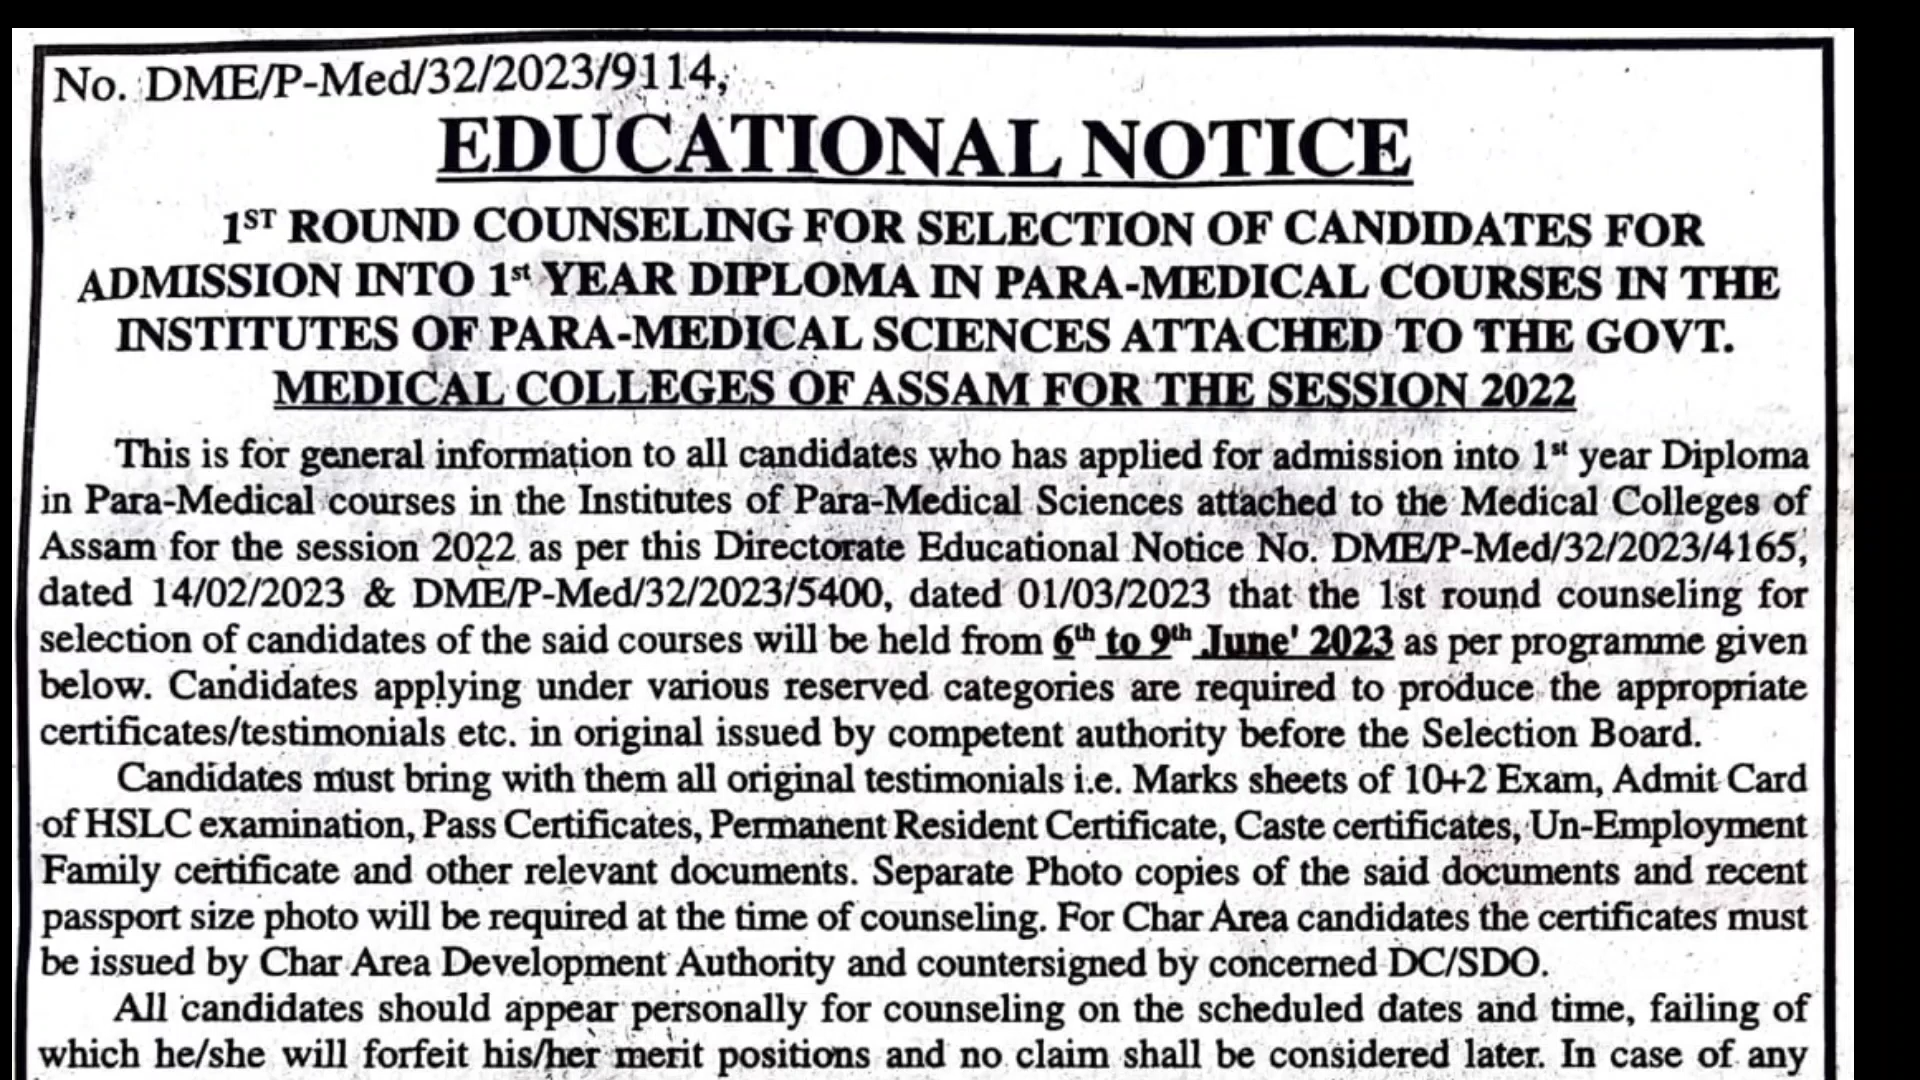 No. DME/P-Med/32/2023/9114,
EDUCATIONAL NOTICE
1ST ROUND COUNSELING FOR SELECTION OF CANDIDATES FOR
ADMISSION INTO 1st YEAR DIPLOMA IN PARA-MEDICAL COURSES IN THE
INSTITUTES OF PARA-MEDICAL SCIENCES ATTACHED TO THE GOVT.
MEDICAL COLLEGES OF ASSAM FOR THE SESSION 2022
This is for general information to all candidates who has applied for admission into 1st year Diploma
in Para-Medical courses in the Institutes of Para-Medical Sciences attached to the Medical Colleges of
Assam for the session 2022 as per this Directorate Educational Notice No. DME/P-Med/32/2023/4165,
dated 14/02/2023 & DME/P-Med/32/2023/5400, dated 01/03/2023 that the 1st round counseling for
selection of candidates of the said courses will be held from 6th to 9th June' 2023 as per programme given
below. Candidates applying under various reserved categories are required to produce the appropriate
certificates/testimonials etc. in original issued by competent authority before the Selection Board.
Candidates must bring with them all original testimonials i.e. Marks sheets of 10+2 Exam, Admit Card
of HSLC examination, Pass Certificates, Permanent Resident Certificate, Caste certificates, Un-Employment
Family certificate and other relevant documents. Separate Photo copies of the said documents and recent
passport size photo will be required at the time of counseling. For Char Area candidates the certificates must
be issued by Char Area Development Authority and countersigned by concerned DC/SDO.
All candidates should appear personally for counseling on the scheduled dates and time, failing of
which he/she will forfeit his/her merit positions and no claim shall be considered later. In case of any